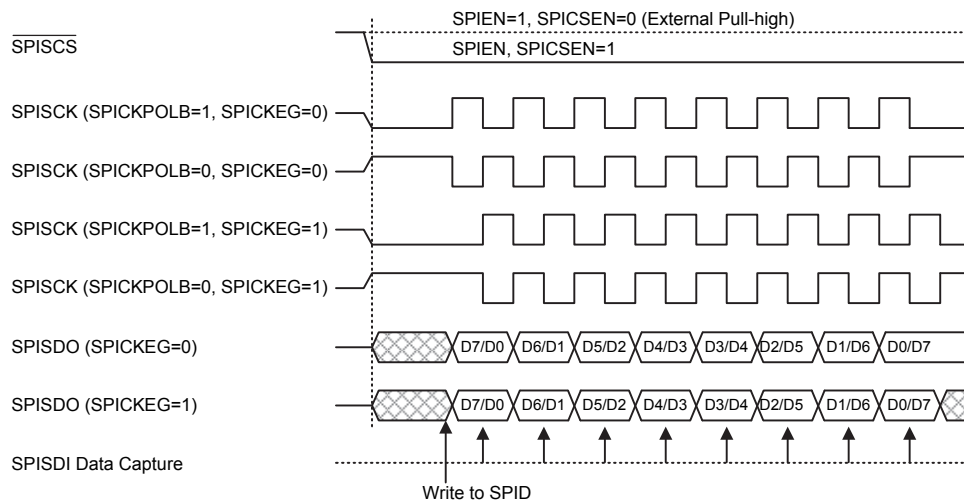 SPIEN=1, SPICSEN=0 (External Pull-high)
SPISCS
SPIEN, SPICSEN=1
SPISCK (SPICKPOLB=1, SPICKEG=0)
SPISCK (SPICKPOLB=0, SPICKEG=0)
SPISCK (SPICKPOLB=1, SPICKEG=1)
SPISCK (SPICKPOLB=0, SPICKEG=1)
SPISDO (SPICKEG=0) D7/D0 D6/D1 D5/D2 D4/D3 D3/D4 D2/D5 D1/D6 D0/D7
SPISDO (SPICKEG=1) D7/D0 D6/D1 D5/D2 D4/D3 D3/D4 D2/D5 D1/D6 D0/D7
SPISDI Data Capture
Write to SPID